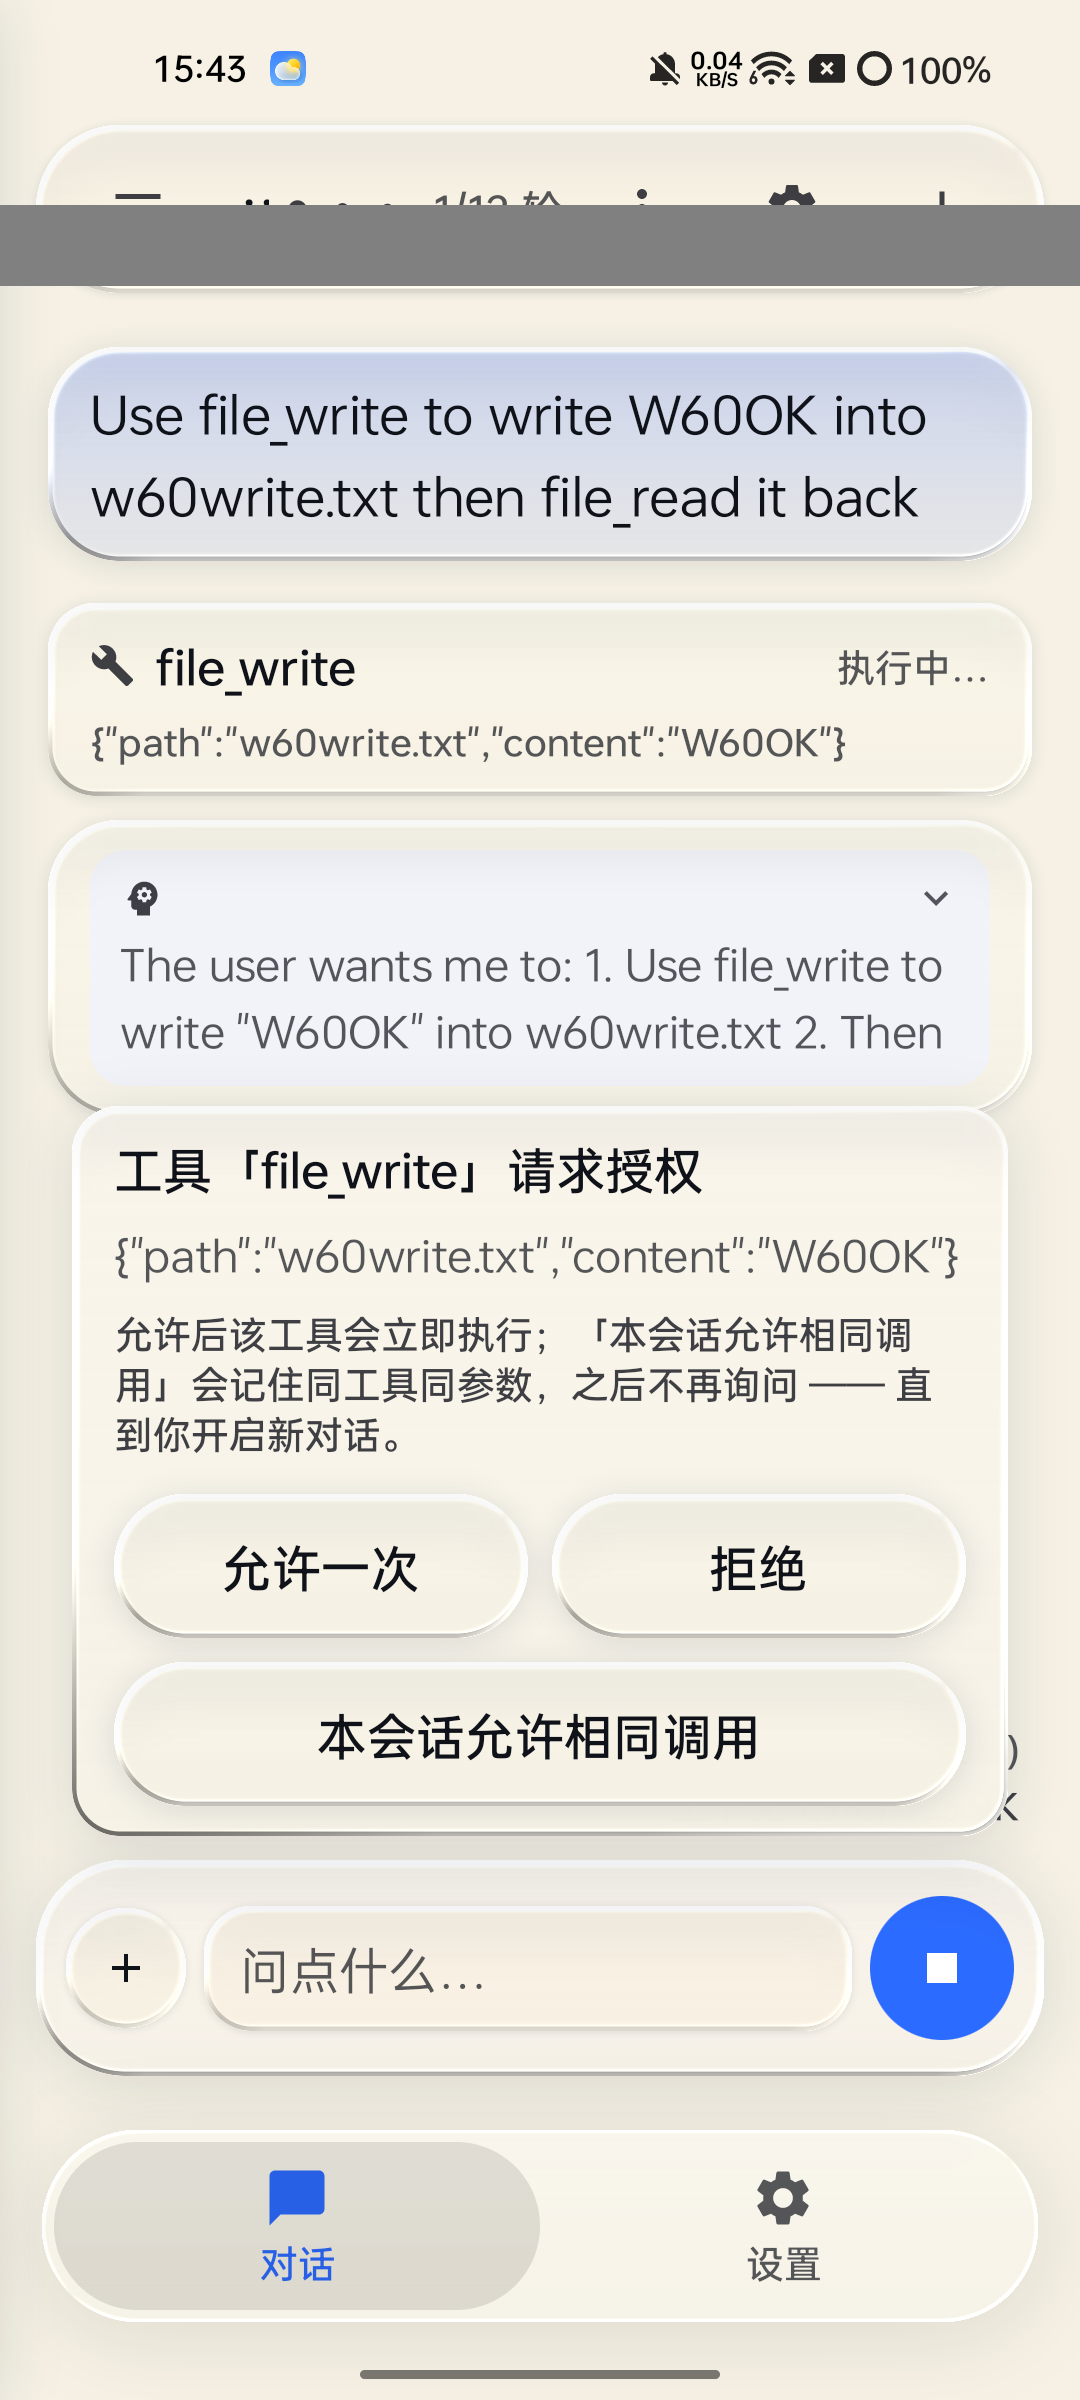 15:43
0.04
KB/S
6
100%
1/12 轮
Use file_write to write W60OK into
w60write.txt then file_read it back
file_write
执行中...
{"path":"w60write.txt","content":"W60OK"}
The user wants me to: 1. Use file_write to
write "W60OK" into w60write.txt 2. Then
工具「file_write」请求授权
{"path":"w60write.txt","content":"W60OK"}
允许后该工具会立即执行；「本会话允许相同调
用」会记住同工具同参数，之后不再询问 —— 直
到你开启新对话。
允许一次
拒绝
本会话允许相同调用
)
K
问点什么...
对话
设置